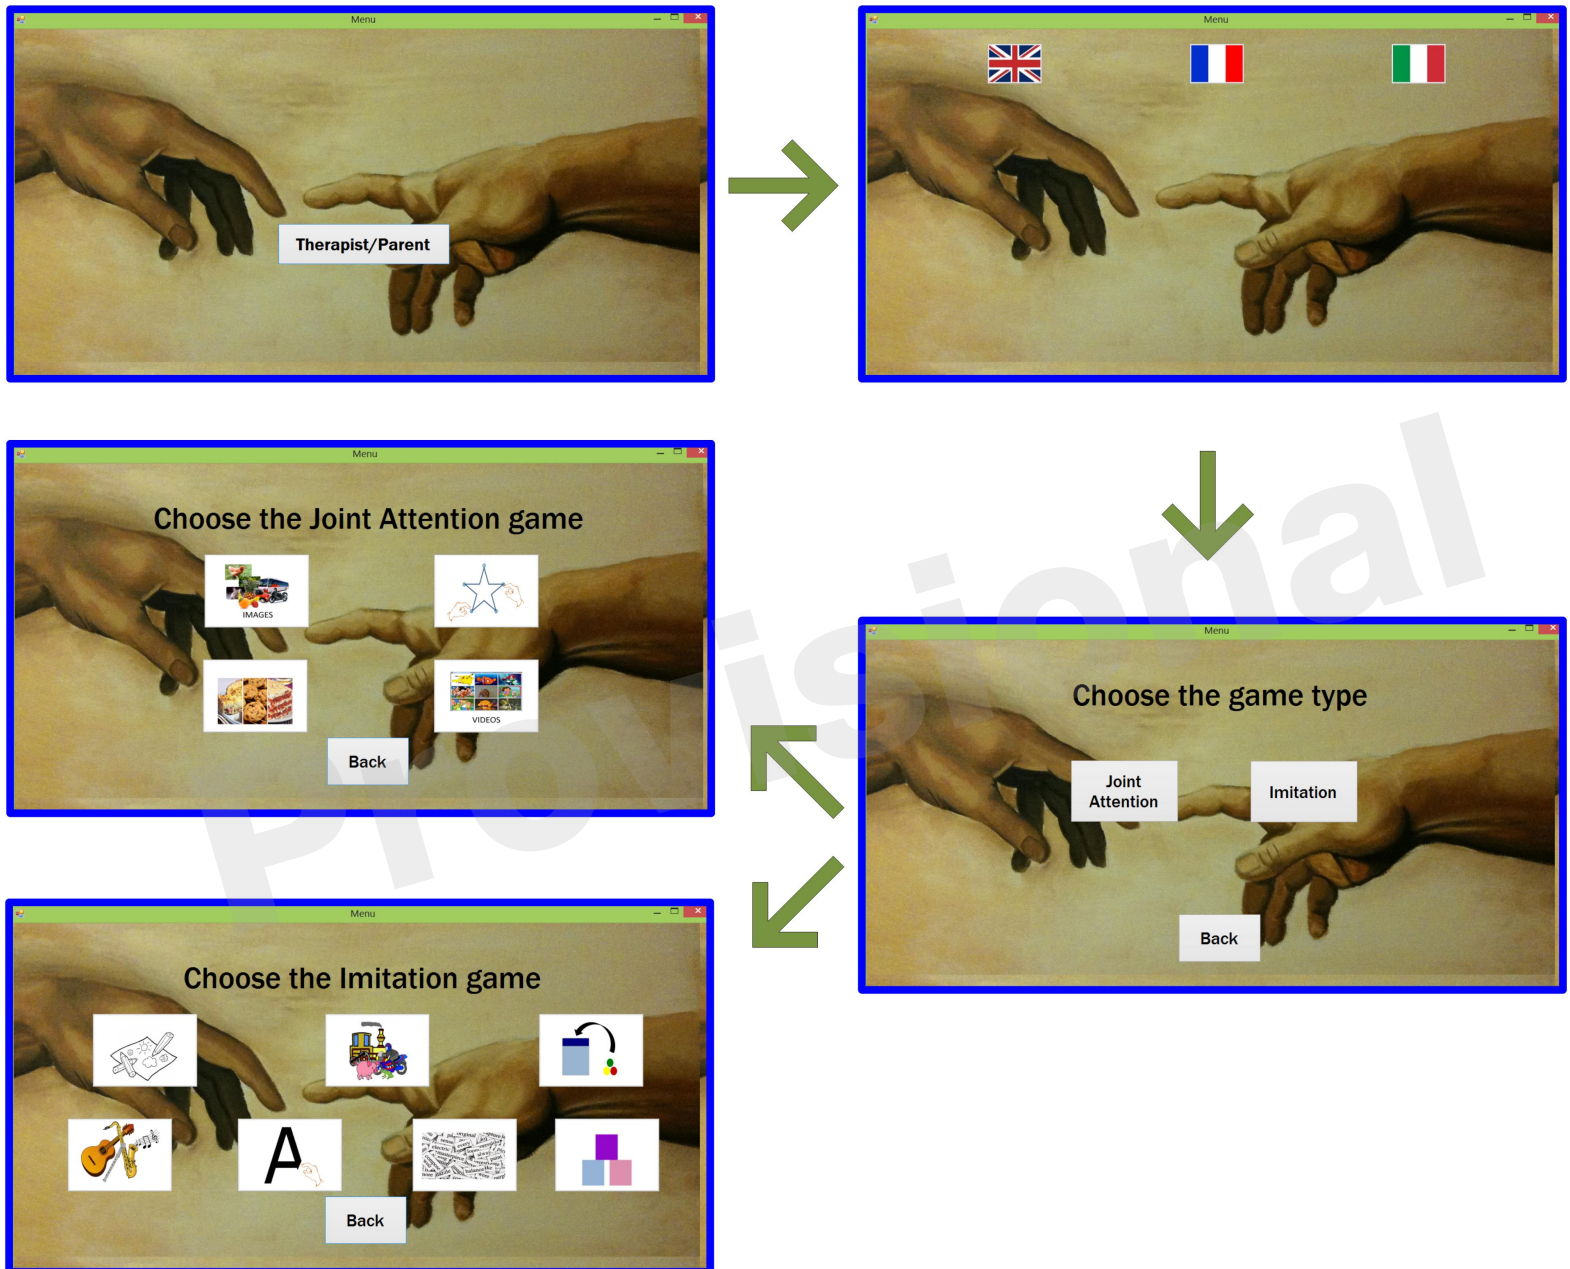 Menu
Therapist/Parent
Menu
Menu
Choose the Joint Attention game
IMAGES
VIDEOS
Back
Menu
Choose the game type
Joint
Attention
Imitation
Back
Menu
Choose the Imitation game
A
Back
Provisional